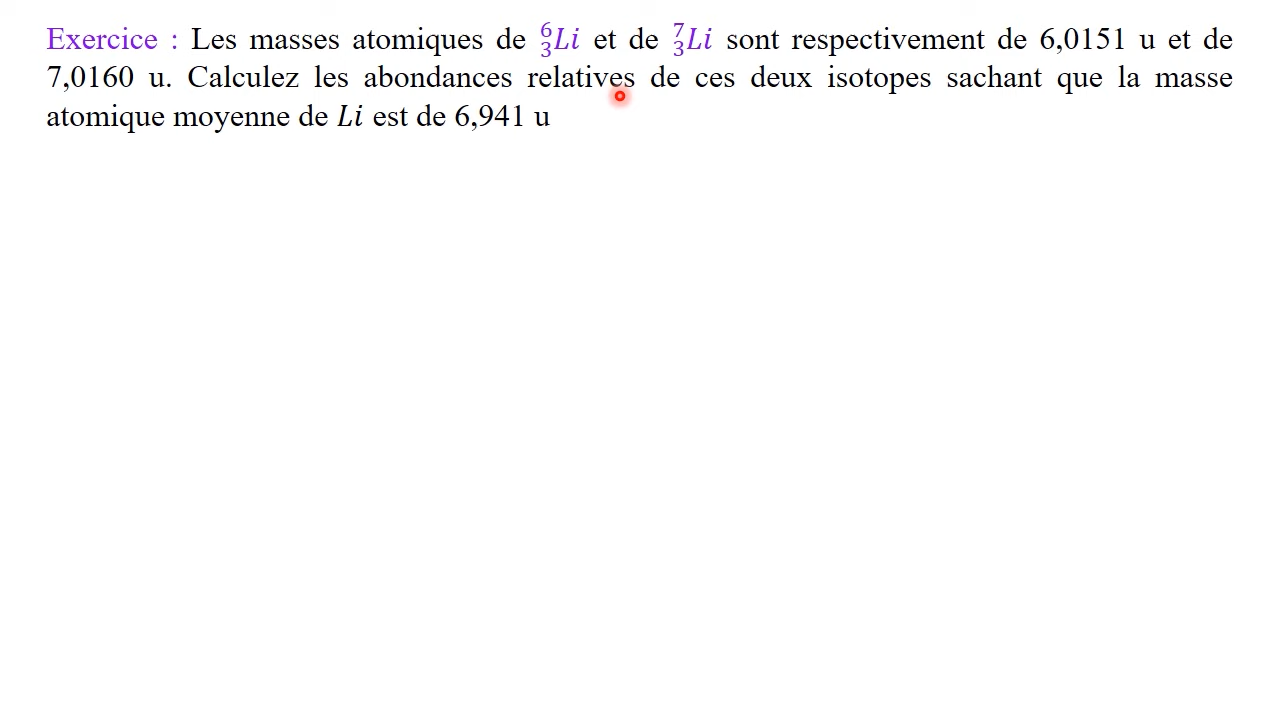 Exercice : Les masses atomiques de ⁶₃Li et de ⁷₃Li sont respectivement de 6,0151 u et de
7,0160 u. Calculez les abondances relatives de ces deux isotopes sachant que la masse
atomique moyenne de Li est de 6,941 u